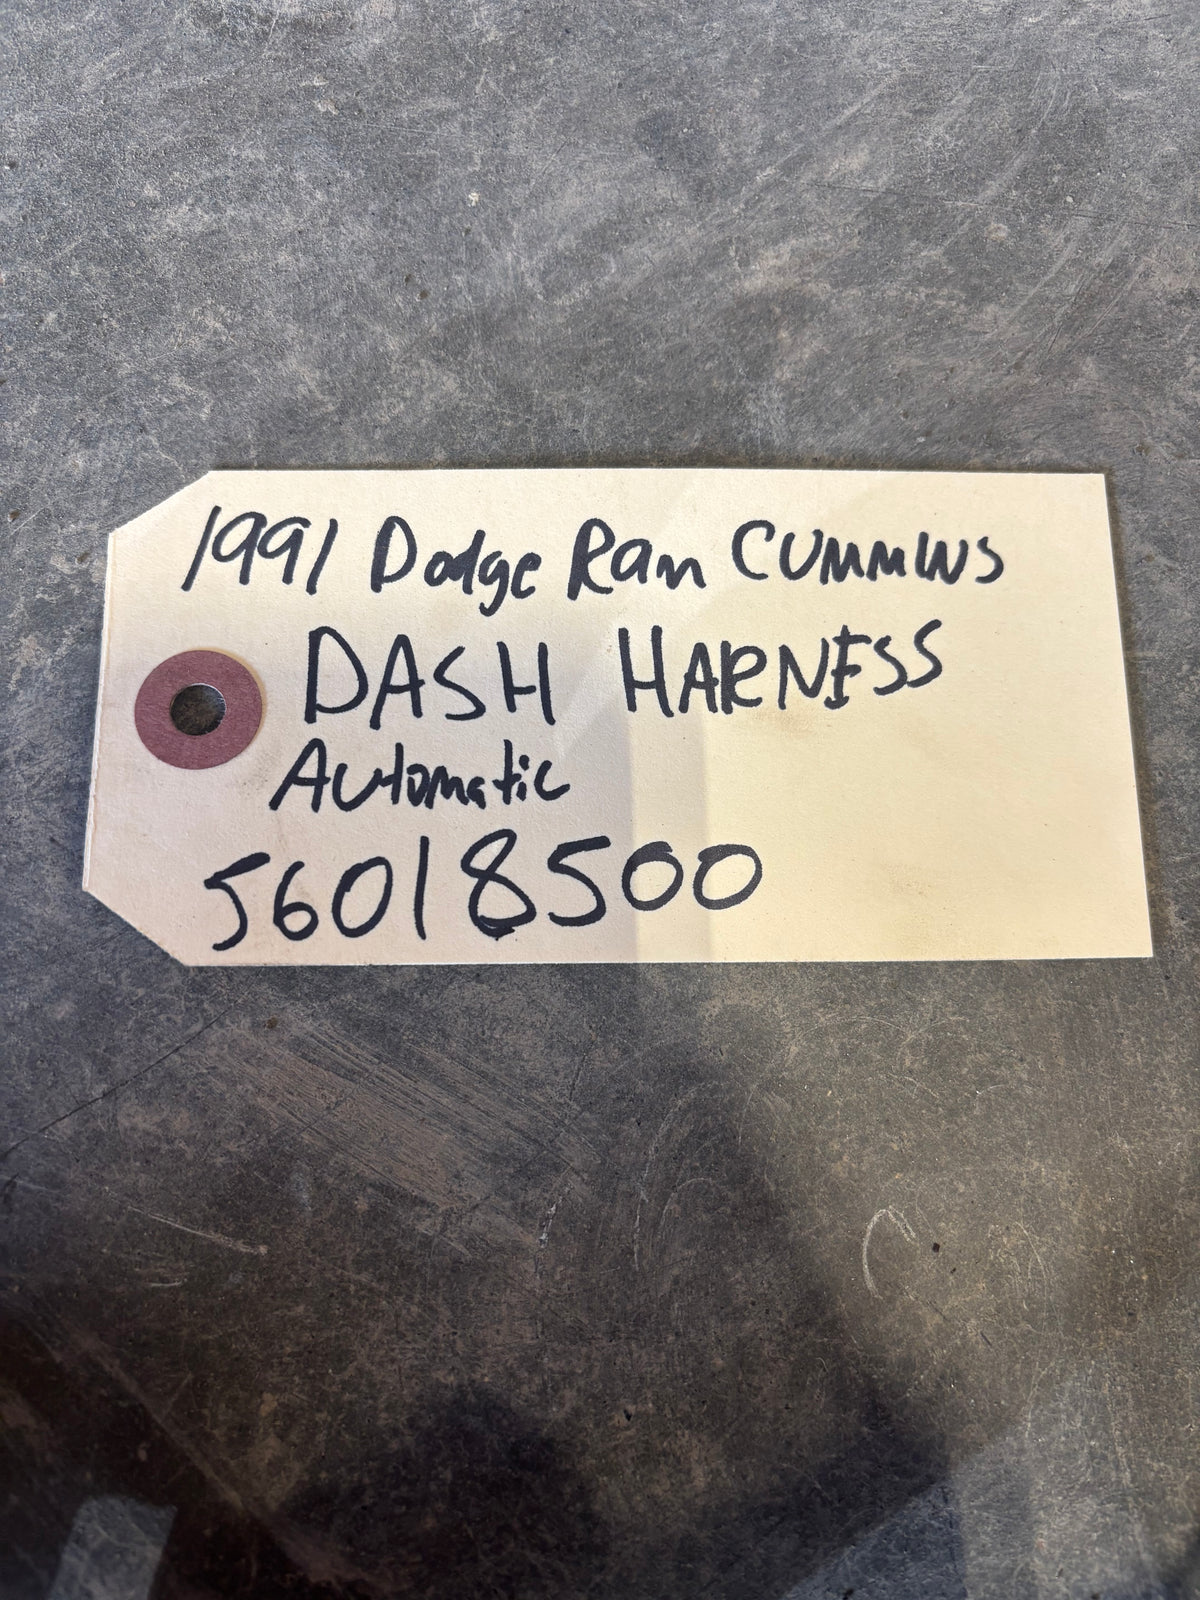 1991 Dodge Ram CUMMINS
DASH HARNESS
Automatic
56018500